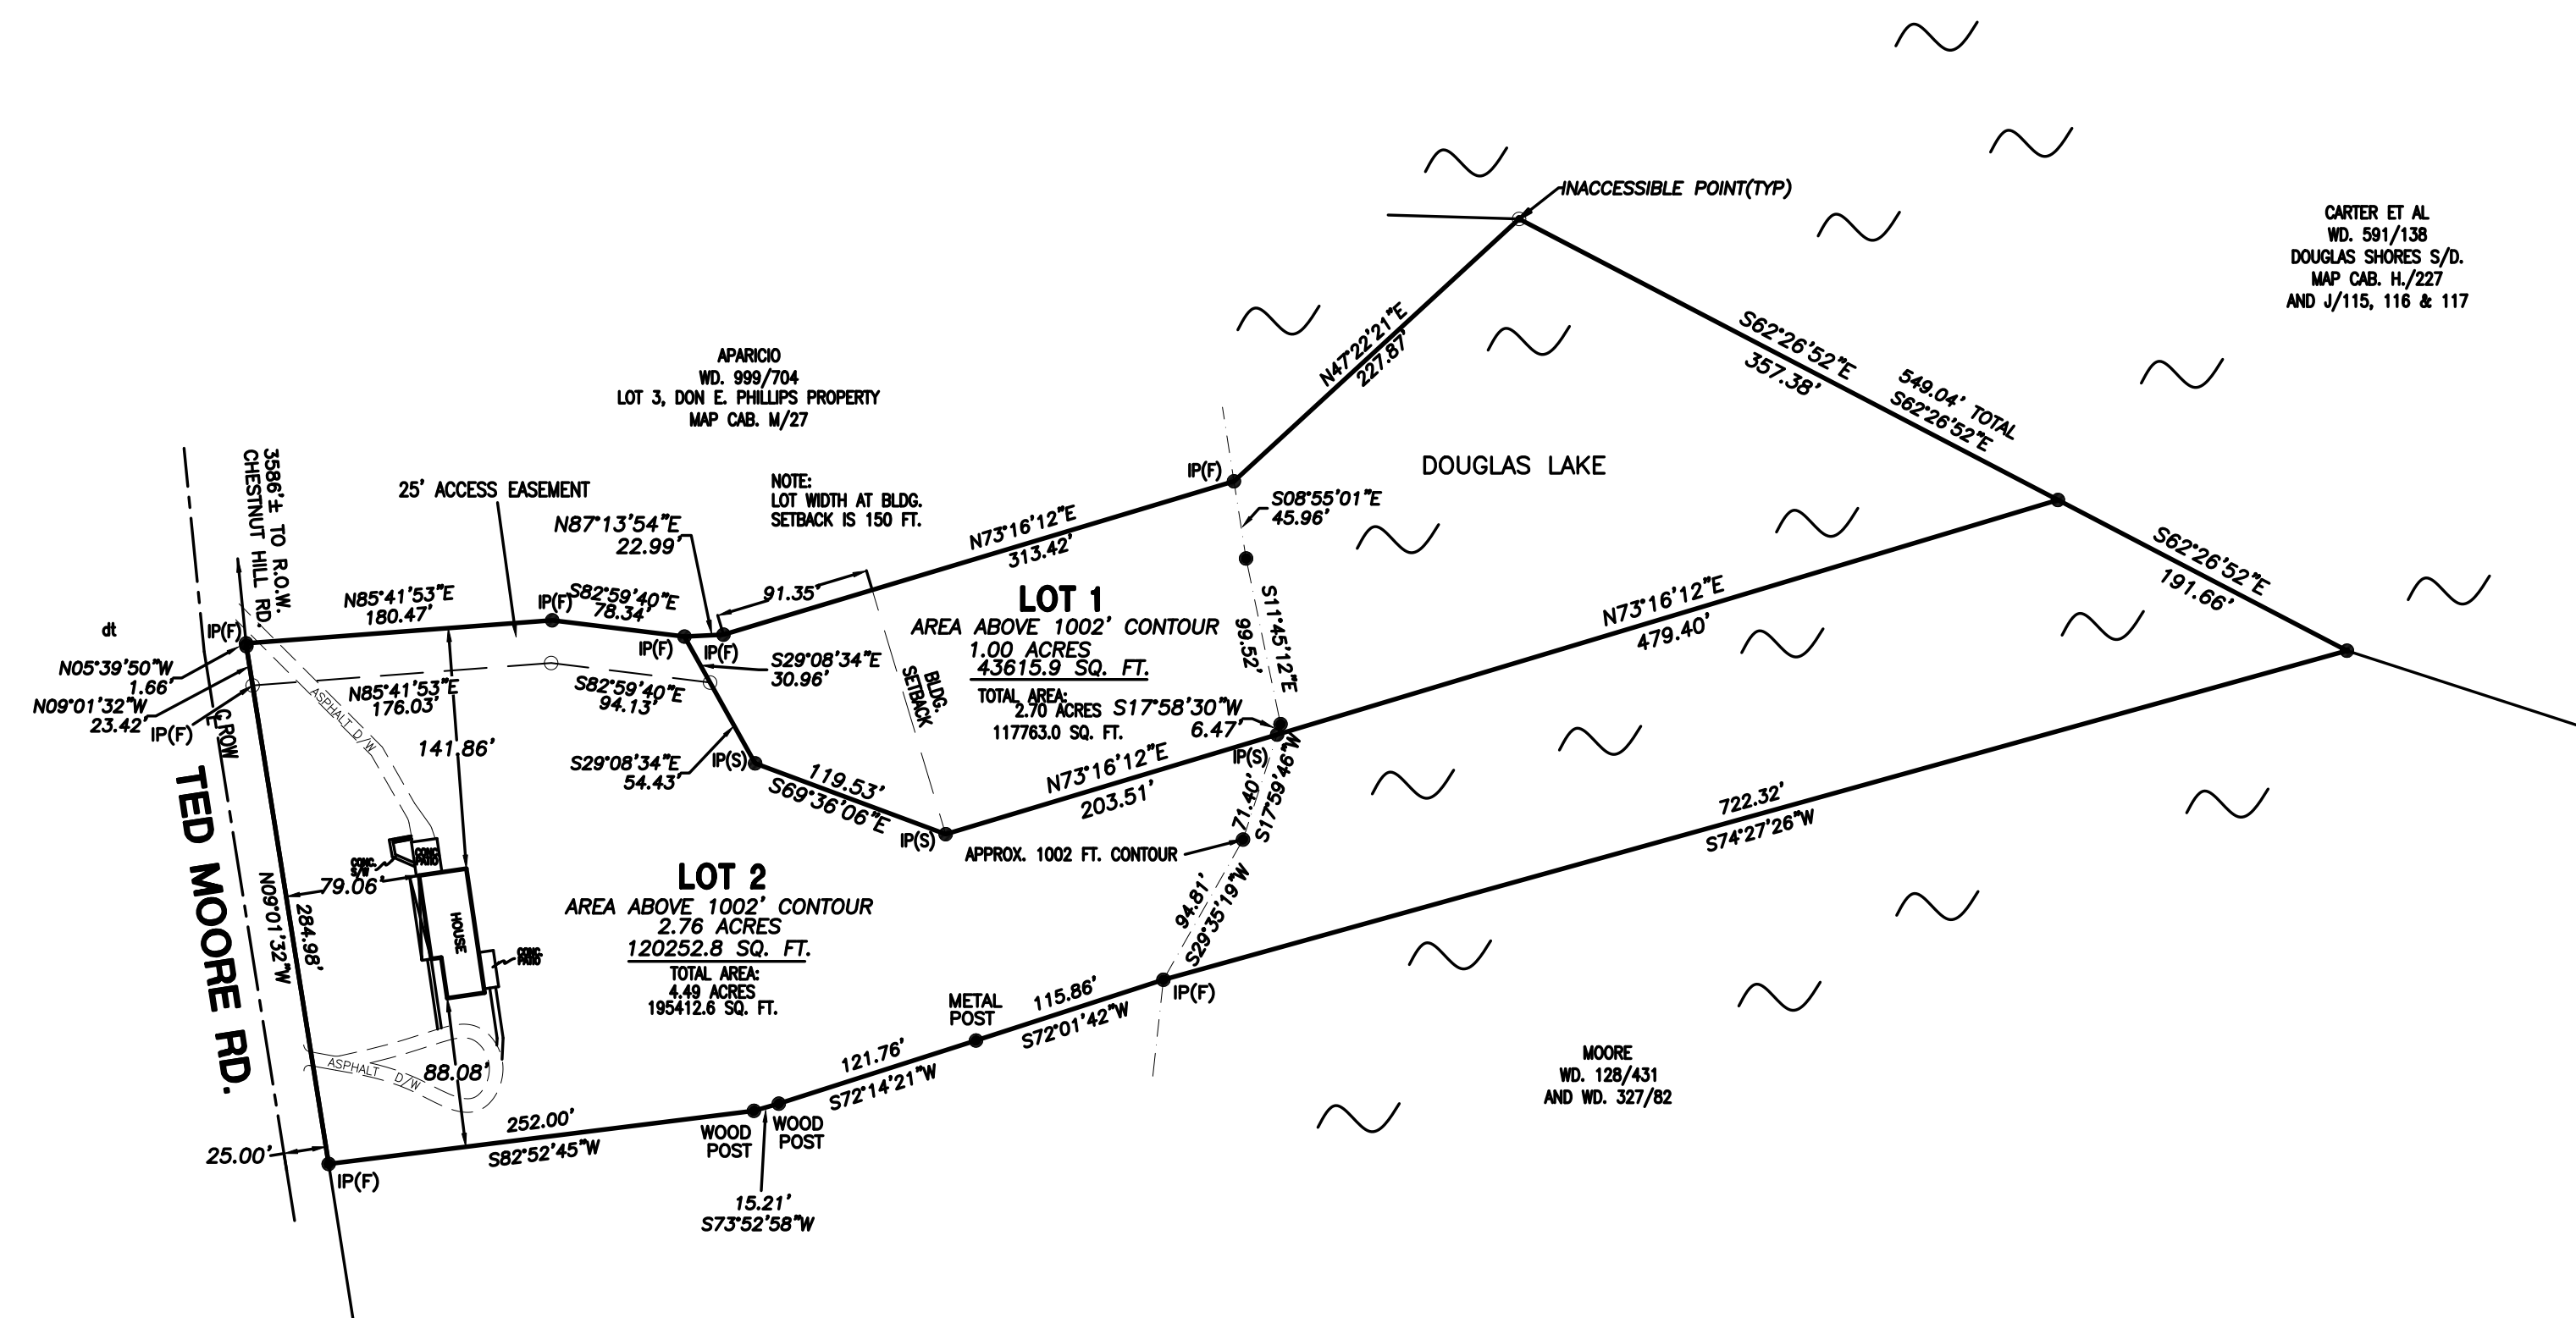 INACCESSIBLE POINT(TYP)
CARTER ET AL
WD. 591/138
DOUGLAS SHORES S/D.
MAP CAB. H./227
AND J/115, 116 & 117
N47°22'21"E
227.87'
S62°26'52"E
357.38'
549.04' TOTAL
S62°26'52"E
APARICIO
WD. 999/704
LOT 3, DON E. PHILLIPS PROPERTY
MAP CAB. M/27
3586'± TO R.O.W.
CHESTNUT HILL RD.
25' ACCESS EASEMENT
NOTE:
LOT WIDTH AT BLDG.
SETBACK IS 150 FT.
IP(F)
DOUGLAS LAKE
S08°55'01"E
45.96'
N87°13'54"E
22.99'
N73°16'12"E
313.42'
S62°26'52"E
191.66'
N85°41'53"E
180.47'
IP(F)
S82°59'40"E
78.34'
91.35'
LOT 1
AREA ABOVE 1002' CONTOUR
1.00 ACRES
43615.9 SQ. FT.
TOTAL AREA:
2.70 ACRES
117763.0 SQ. FT.
S11°45'12"E
99.52'
N73°16'12"E
479.40'
dt
IP(F)
N05°39'50"W
1.66'
N09°01'32"W
23.42'
IP(F)
IP(F)
IP(F)
S29°08'34"E
30.96'
N85°41'53"E
176.03'
S82°59'40"E
94.13'
ASPHALT D/W
BLDG.
SETBACK
S17°58'30"W
6.47'
IP(S)
C ROW
L
141.86'
S29°08'34"E
54.43'
IP(S)
119.53'
S69°36'06"E
N73°16'12"E
203.51'
IP(S)
71.40'
S17°59'46"W
APPROX. 1002 FT. CONTOUR
TED MOORE RD.
722.32'
S74°27'26"W
CONC.
S/W
CONC.
PATIO
79.06'
HOUSE
CONC.
PATIO
LOT 2
AREA ABOVE 1002' CONTOUR
2.76 ACRES
120252.8 SQ. FT.
TOTAL AREA:
4.49 ACRES
195412.6 SQ. FT.
94.81'
S29°35'19"W
N09°01'32"W
284.98'
IP(F)
METAL
POST
115.86'
S72°01'42"W
ASPHALT D/W
88.08'
121.76'
S72°14'21"W
MOORE
WD. 128/431
AND WD. 327/82
252.00'
S82°52'45"W
WOOD
POST
WOOD
POST
25.00'
IP(F)
15.21'
S73°52'58"W